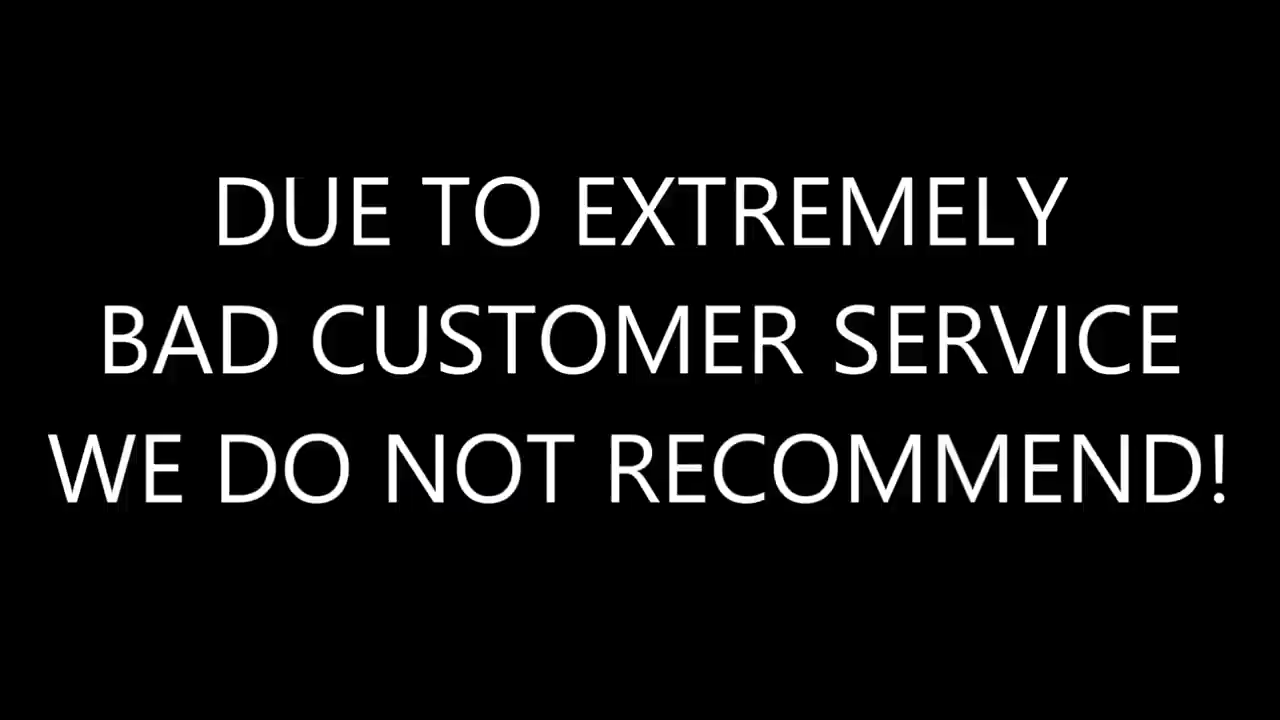 DUE TO EXTREMELY
BAD CUSTOMER SERVICE
WE DO NOT RECOMMEND!